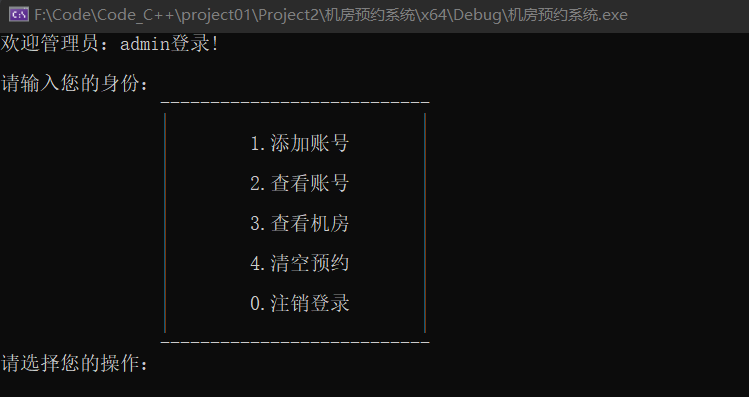 F:\Code\Code_C++\project01\Project2\机房预约系统\x64\Debug\机房预约系统.exe
欢迎管理员：admin登录!
请输入您的身份：
---------------------------
1.添加账号
2.查看账号
3.查看机房
4.清空预约
0.注销登录
---------------------------
请选择您的操作：